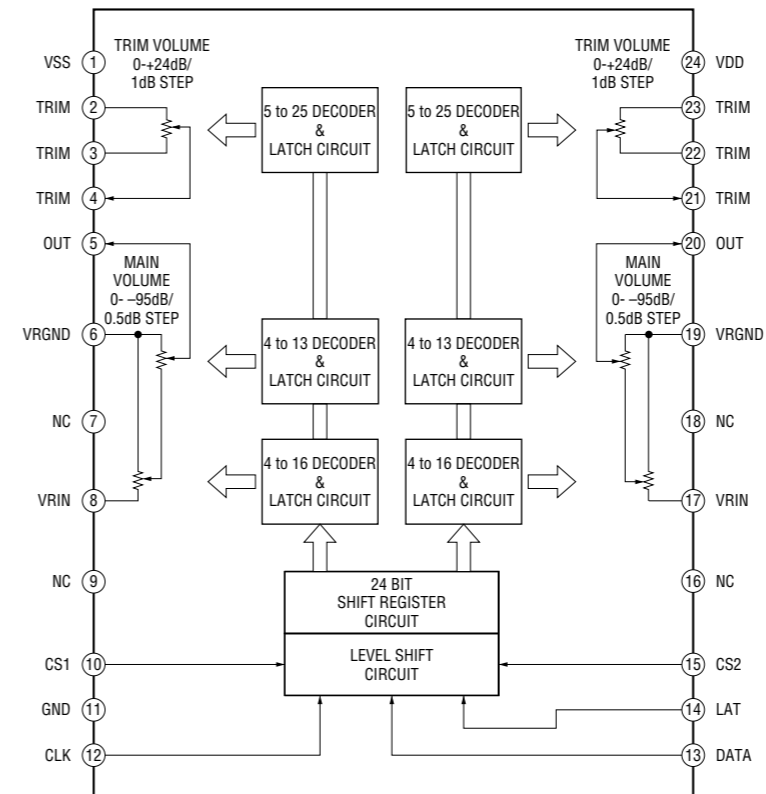 VSS 1
TRIM 2
TRIM 3
TRIM 4
OUT 5
VRGND 6
NC 7
VRIN 8
NC 9
CS1 10
GND 11
CLK 12
TRIM VOLUME
0-+24dB/
1dB STEP
MAIN
VOLUME
0- –95dB/
0.5dB STEP
5 to 25 DECODER
&
LATCH CIRCUIT
4 to 13 DECODER
&
LATCH CIRCUIT
4 to 16 DECODER
&
LATCH CIRCUIT
5 to 25 DECODER
&
LATCH CIRCUIT
4 to 13 DECODER
&
LATCH CIRCUIT
4 to 16 DECODER
&
LATCH CIRCUIT
24 BIT
SHIFT REGISTER
CIRCUIT
LEVEL SHIFT
CIRCUIT
TRIM VOLUME
0-+24dB/
1dB STEP
MAIN
VOLUME
0- –95dB/
0.5dB STEP
24 VDD
23 TRIM
22 TRIM
21 TRIM
20 OUT
19 VRGND
18 NC
17 VRIN
16 NC
15 CS2
14 LAT
13 DATA